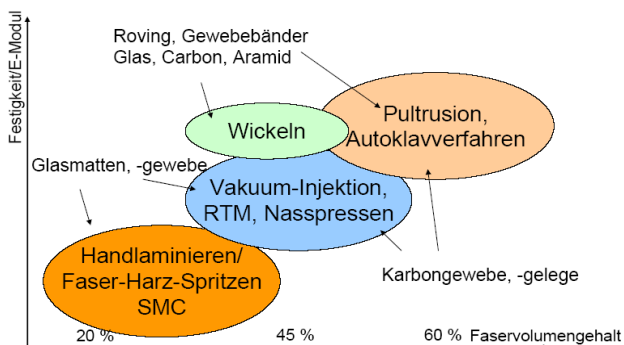 Festigkeit/E-Modul
Roving, Gewebebänder
Glas, Carbon, Aramid
Pultrusion,
Autoklavverfahren
Wickeln
Glasmatten, -gewebe
Vakuum-Injektion,
RTM, Nasspressen
Handlaminieren/
Faser-Harz-Spritzen
SMC
Karbongewebe, -gelege
20 % 45 % 60 % Faservolumengehalt